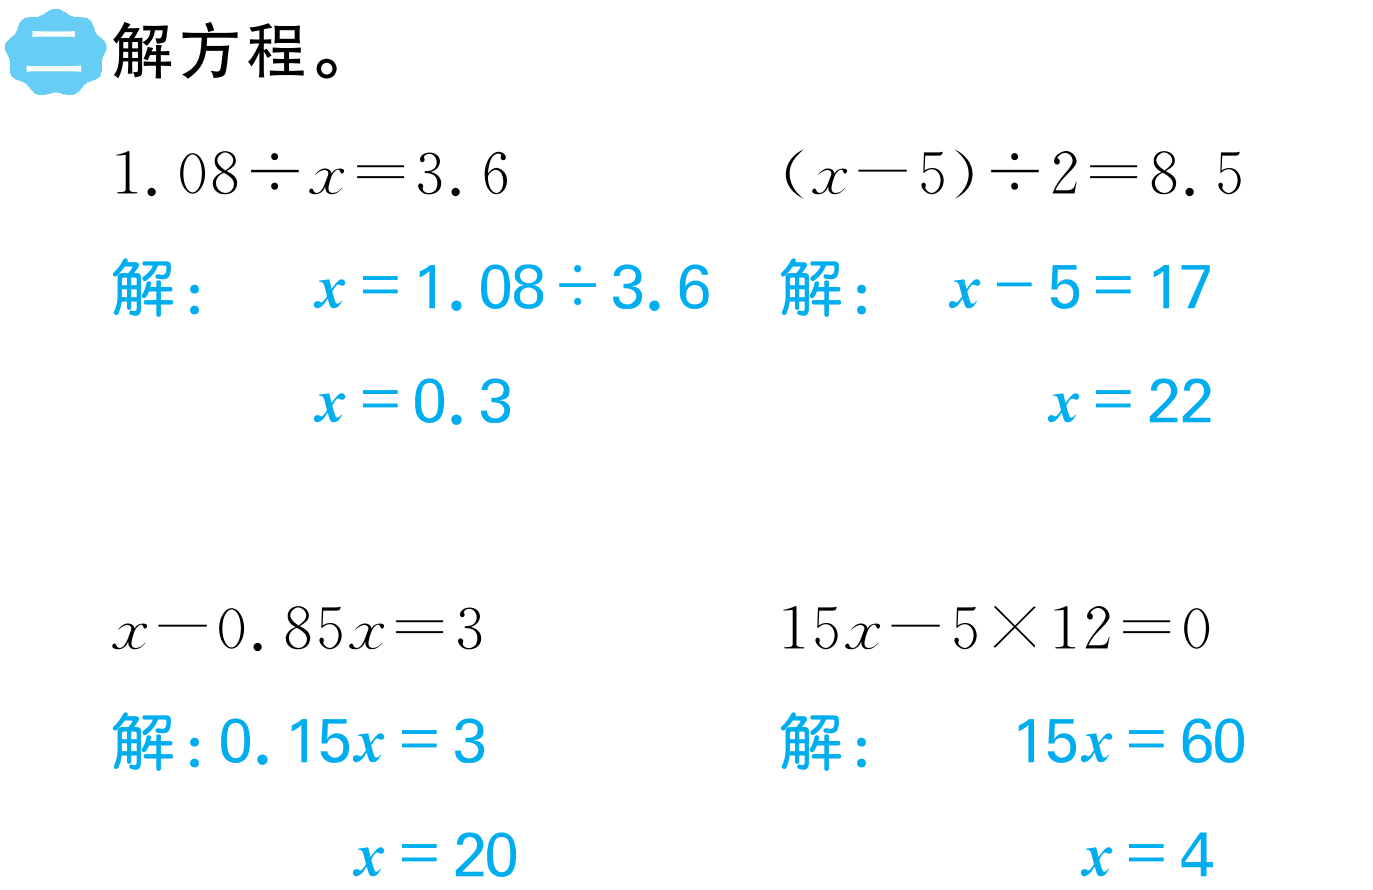 二 解方程。
1.08÷x=3.6
解： x=1.08÷3.6
x=0.3
(x-5)÷2=8.5
解： x-5=17
x=22
x-0.85x=3
解：0.15x=3
x=20
15x-5×12=0
解： 15x=60
x=4